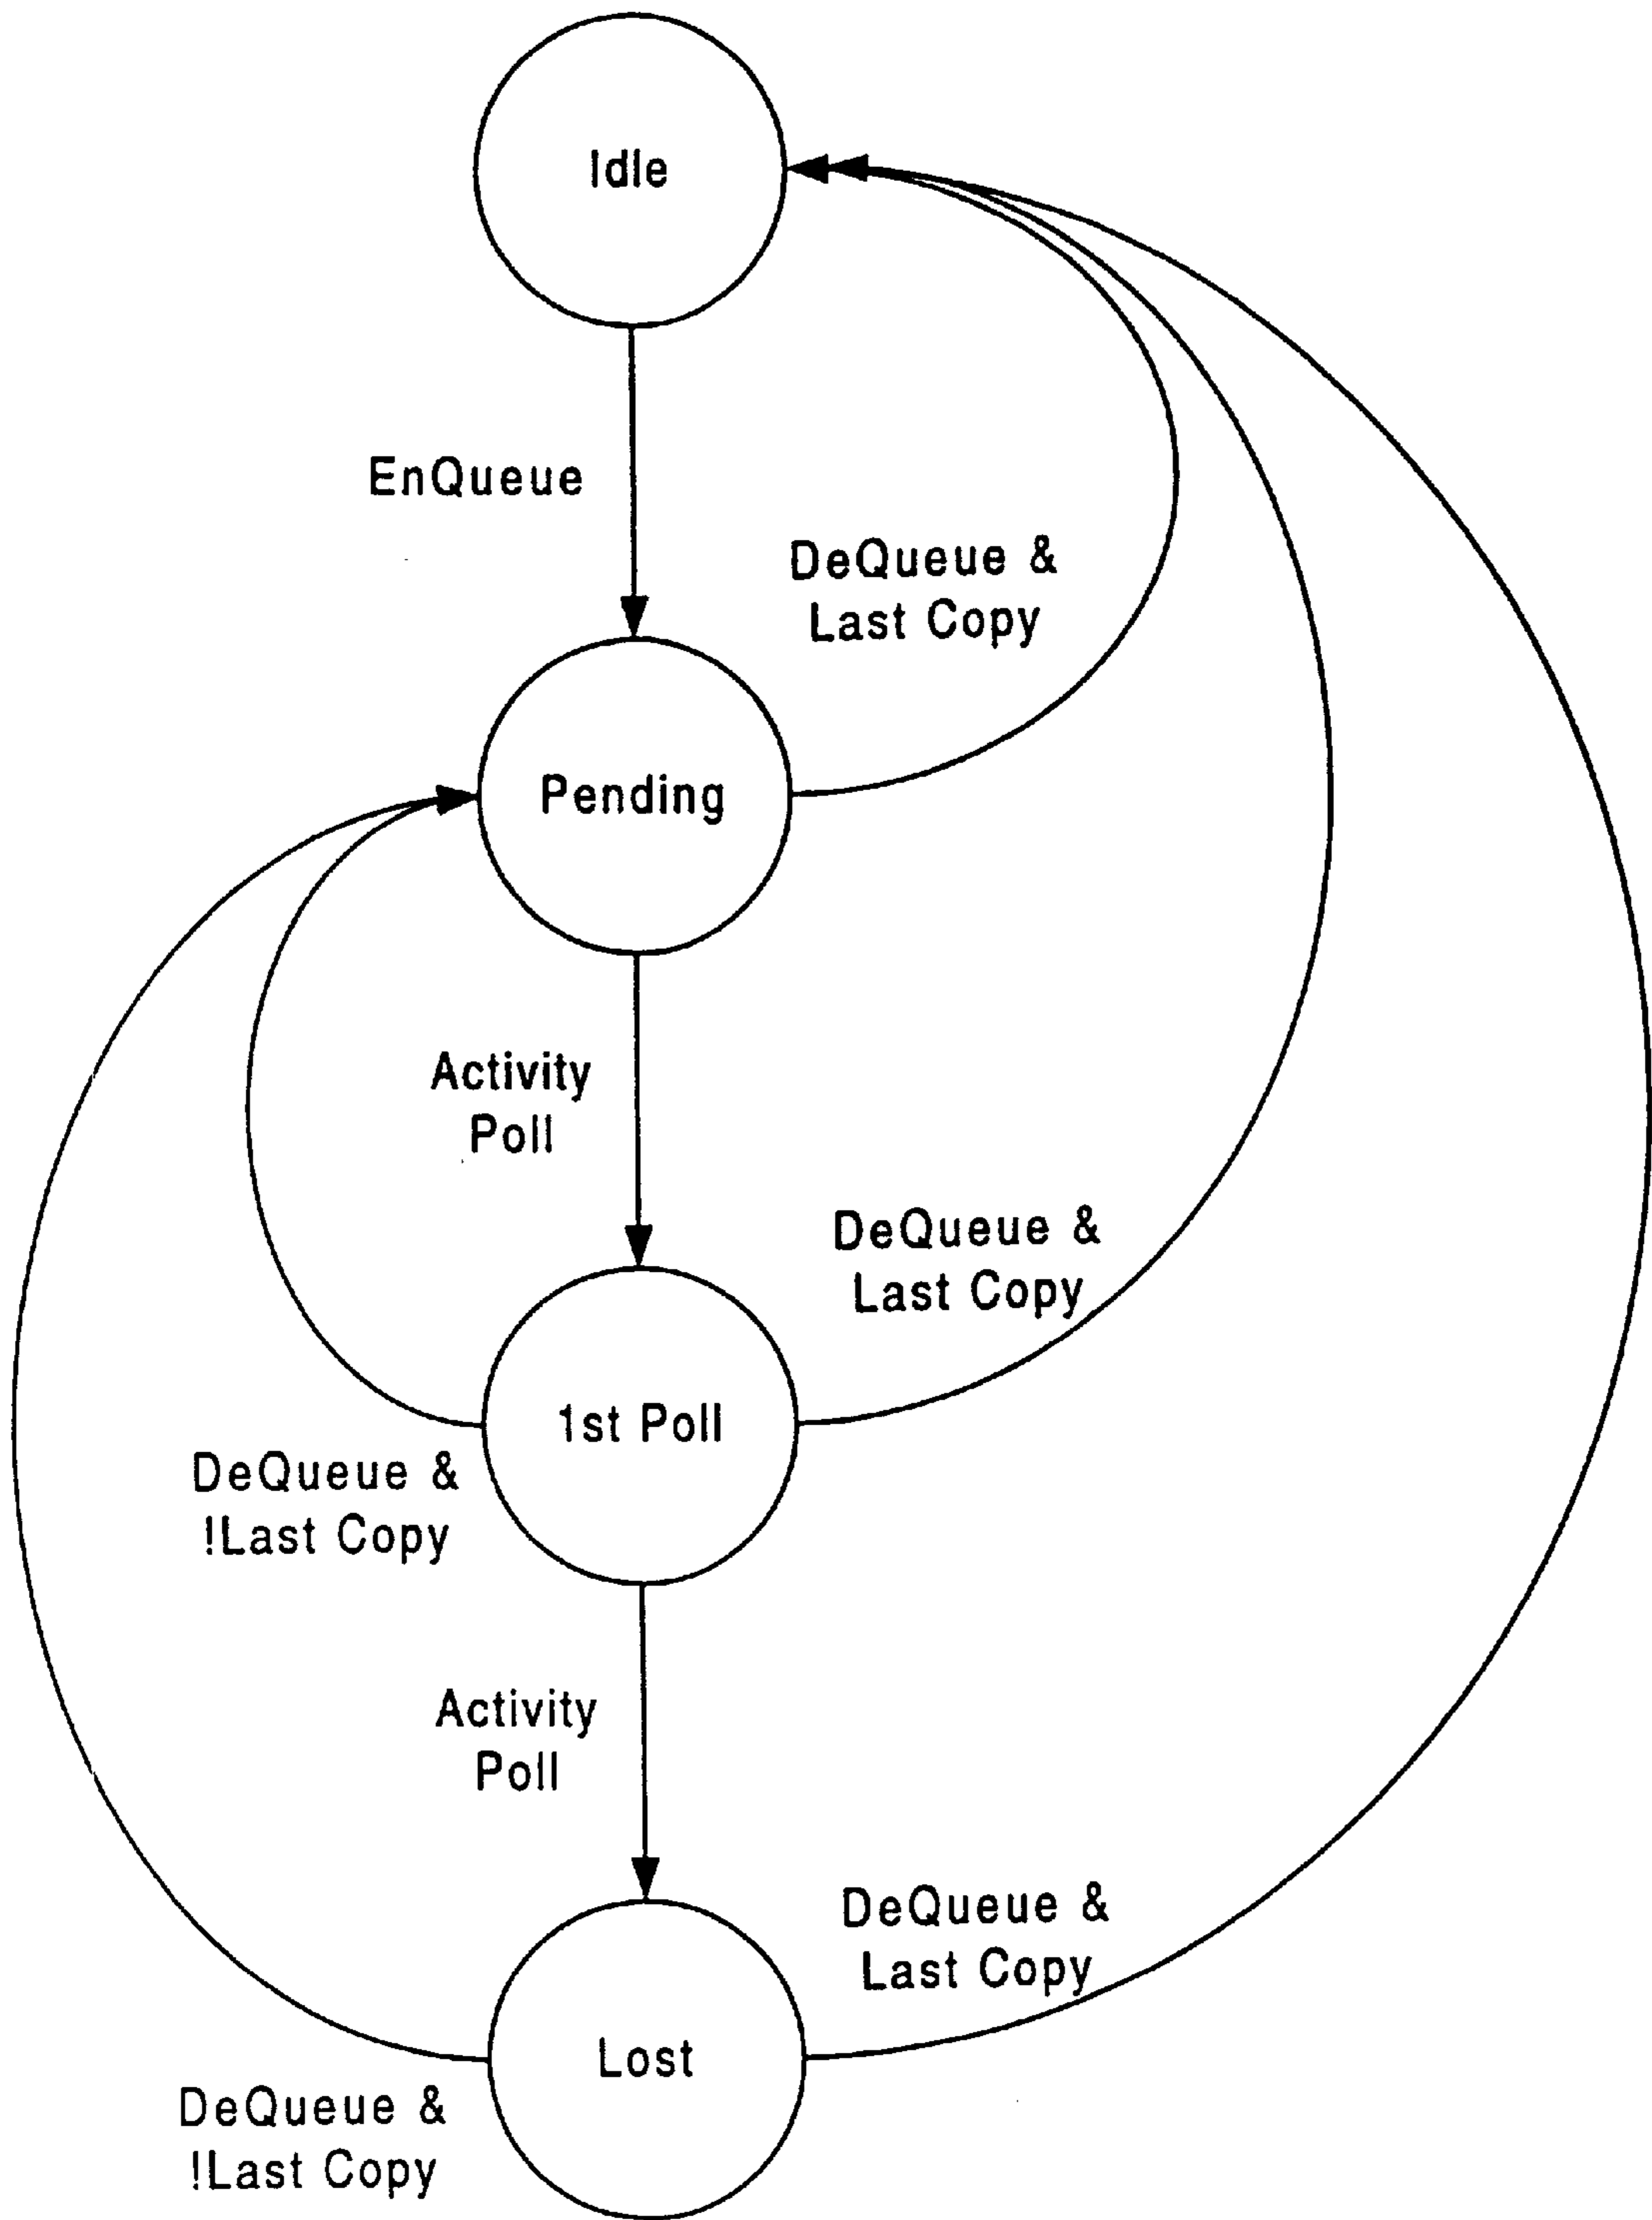 Idle
EnQueue
DeQueue &
Last Copy
Pending
Activity
Poll
DeQueue &
Last Copy
1st Poll
DeQueue &
!Last Copy
Activity
Poll
DeQueue &
Last Copy
Lost
DeQueue &
!Last Copy